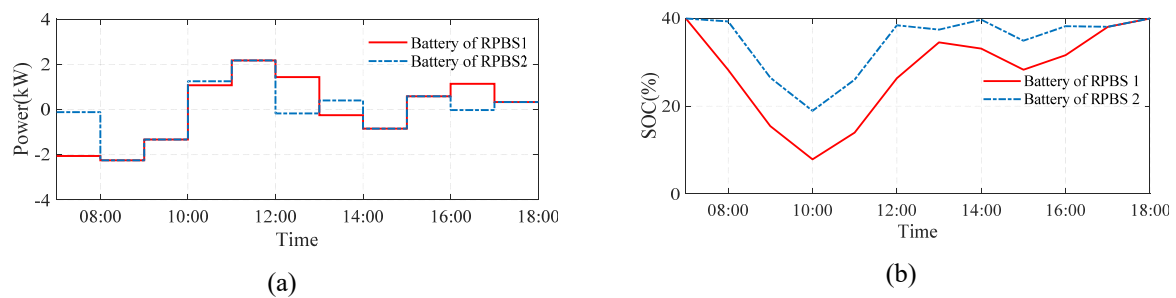 4
2
0
-2
-4
Power(kW)
Battery of RPBS1
Battery of RPBS2
08:00 10:00 12:00 14:00 16:00 18:00
Time
(a)
40
20
0
SOC(%)
Battery of RPBS 1
Battery of RPBS 2
08:00 10:00 12:00 14:00 16:00 18:00
Time
(b)